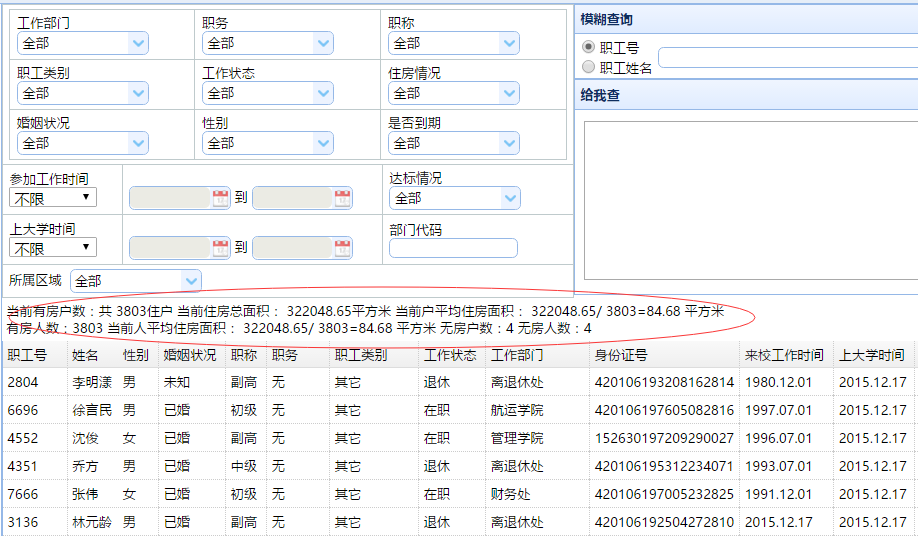 工作部门 职务 职称
全部 全部 全部
职工类别 工作状态 住房情况
全部 全部 全部
婚姻状况 性别 是否到期
全部 全部 全部
参加工作时间 达标情况
不限 到 全部
上大学时间 部门代码
不限 到
所属区域 全部
模糊查询
职工号
职工姓名
给我查
当前有房户数：共 3803住户 当前住房总面积： 322048.65平方米 当前户平均住房面积： 322048.65/ 3803=84.68 平方米
有房人数：3803 当前人平均住房面积： 322048.65/ 3803=84.68 平方米 无房户数：4 无房人数：4
职工号 姓名 性别 婚姻状况 职称 职务 职工类别 工作状态 工作部门 身份证号 来校工作时间 上大学时间
2804 李明漾 男 未知 副高 无 其它 退休 离退休处 420106193208162814 1980.12.01 2015.12.17
6696 徐言民 男 已婚 初级 无 其它 在职 航运学院 420106197605082816 1997.07.01 2015.12.17
4552 沈俊 女 已婚 副高 无 其它 在职 管理学院 152630197209290027 1996.07.01 2015.12.17
4351 乔方 男 已婚 中级 无 其它 退休 离退休处 420106195312234071 1993.07.01 2015.12.17
7666 张伟 女 已婚 初级 无 其它 在职 财务处 420106197005232825 1991.12.01 2015.12.17
3136 林元龄 男 已婚 副高 无 其它 退休 离退休处 420106192504272810 2015.12.17 2015.12.17